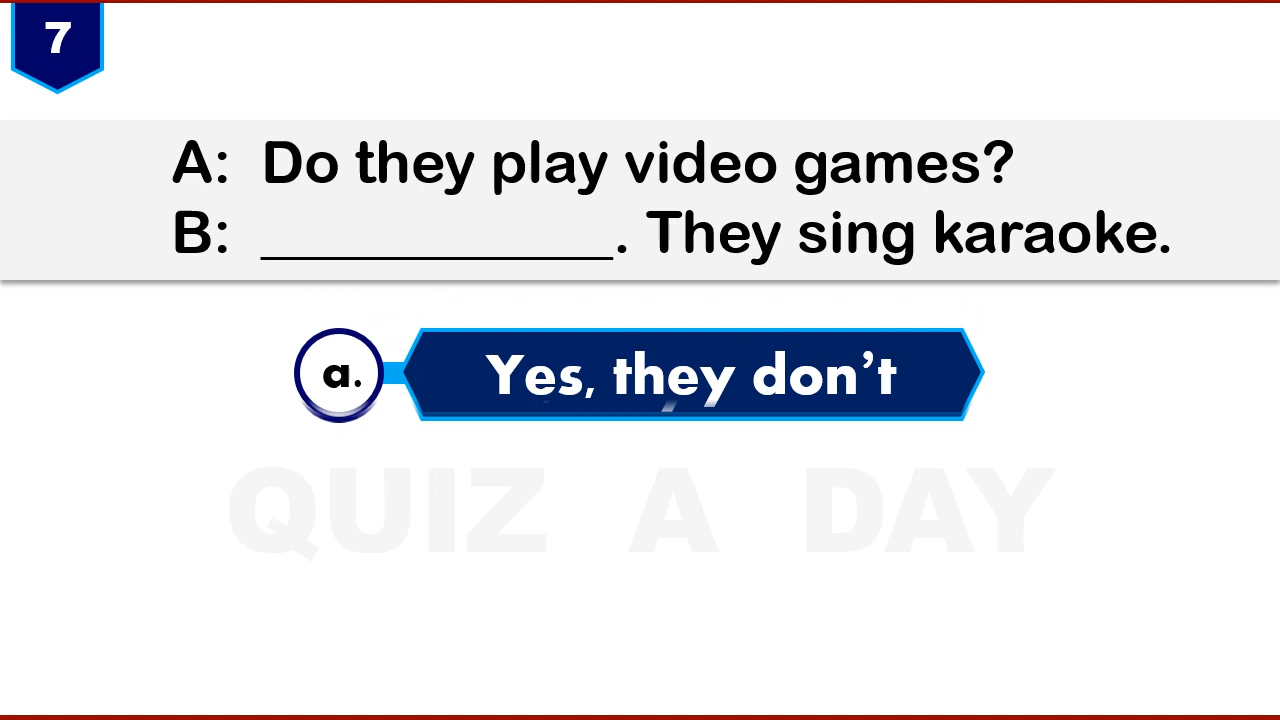 7
A: Do they play video games?
B: _____________. They sing karaoke.
a. Yes, they don’t
QUIZ A DAY